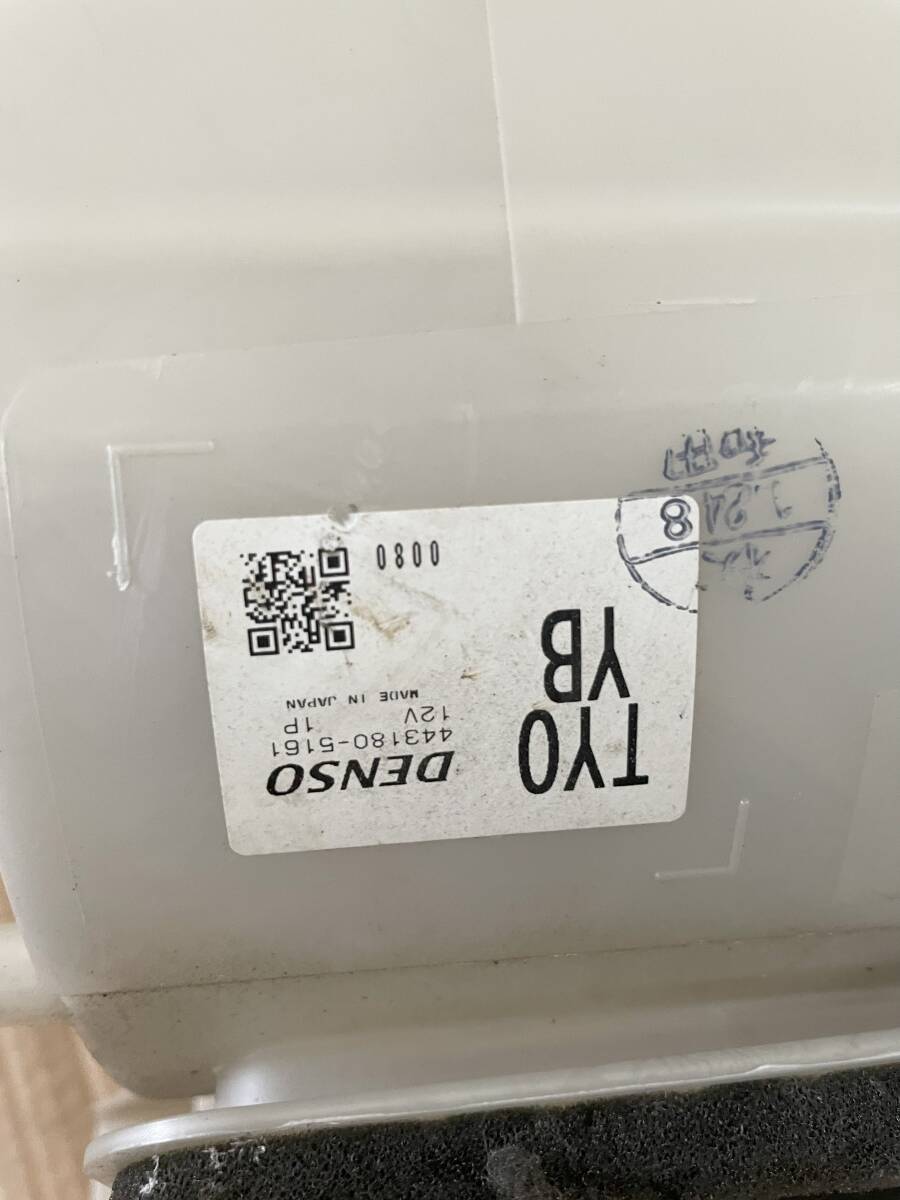 TYO
YB
DENSO
443180-5161
12V 1P
MADE IN JAPAN
0080
8